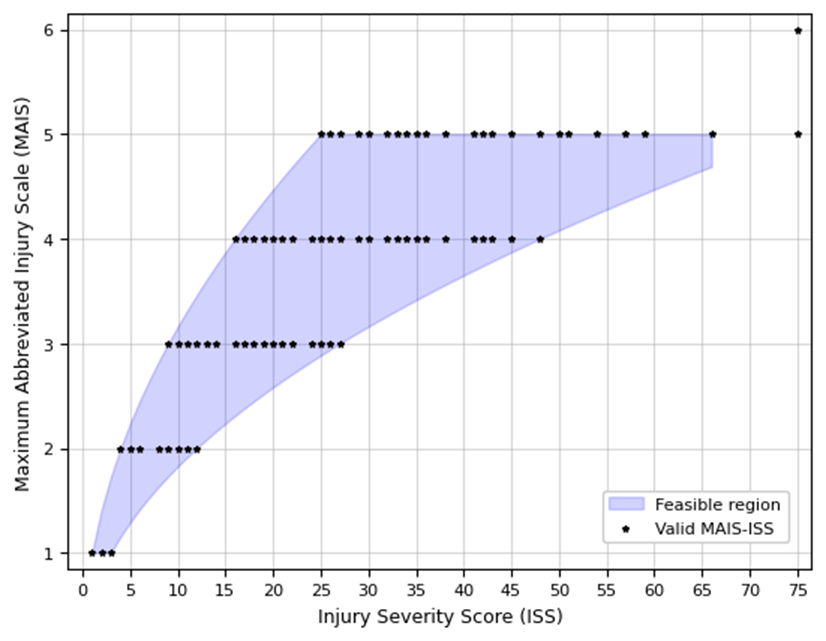 Maximum Abbreviated Injury Scale (MAIS)
6
5
4
3
2
1
0 5 10 15 20 25 30 35 40 45 50 55 60 65 70 75
Injury Severity Score (ISS)
Feasible region
Valid MAIS-ISS